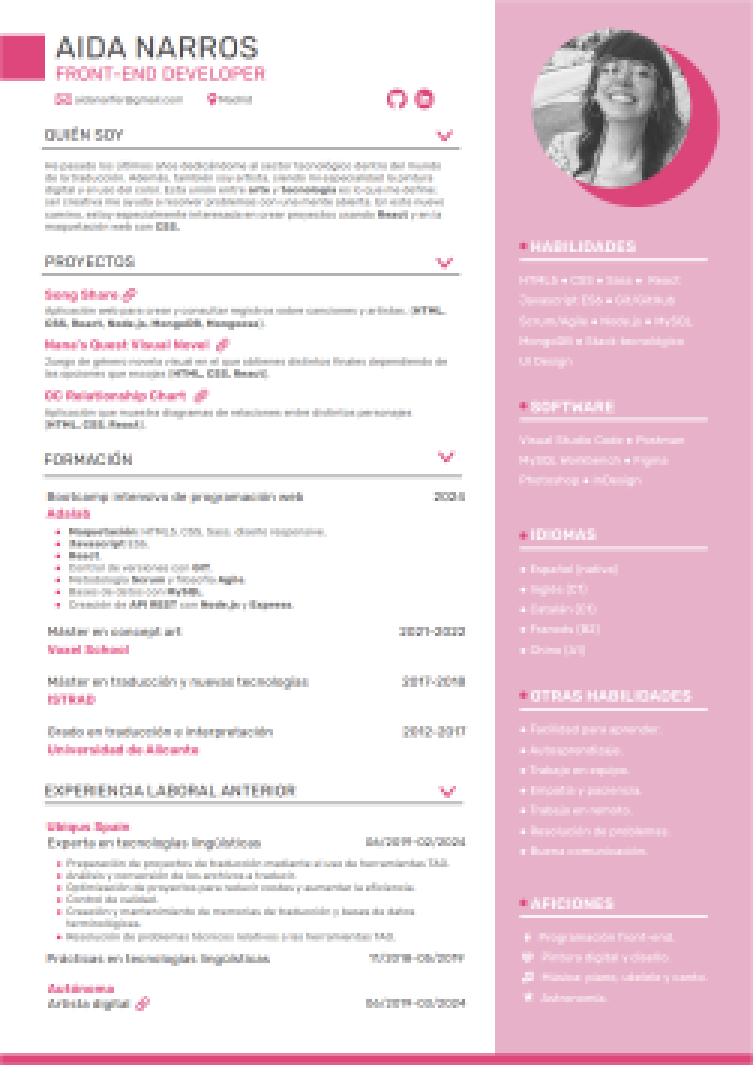 AIDA NARROS
FRONT-END DEVELOPER
aidanarfer@gmail.com Madrid
QUIÉN SOY
He pasado los últimos años dedicándome al sector tecnológico dentro del mundo
de la traducción. Además, también soy artista, siendo mi especialidad la pintura
digital y el uso del color. Esta unión entre arte y tecnología es lo que me define:
ser creativa me ayuda a resolver problemas con una mente abierta. En este nuevo
camino, estoy especialmente interesada en crear proyectos usando React y en la
maquetación web con CSS.
PROYECTOS
Song Share
Aplicación web para crear y consultar registros sobre canciones y artistas. (HTML,
CSS, React, Node.js, MongoDB, Mongoose).
Nana's Quest Visual Novel
Juego de género novela visual en el que obtienes distintos finales dependiendo de
las opciones que escojas (HTML, CSS, React).
OC Relationship Chart
Aplicación que muestra diagramas de relaciones entre distintos personajes
(HTML, CSS, React).
FORMACIÓN
Bootcamp intensivo de programación web 2024
Adalab
Maquetación: HTML5, CSS, Sass, diseño responsive.
Javascript ES6.
React.
Control de versiones con GIT.
Metodología Scrum y filosofía Agile.
Bases de datos con MySQL.
Creación de API REST con Node.js y Express.
Máster en concept art 2021-2022
Voxel School
Máster en traducción y nuevas tecnologías 2017-2018
ISTRAD
Grado en traducción e interpretación 2012-2017
Universidad de Alicante
EXPERIENCIA LABORAL ANTERIOR
Ubiqus Spain
Experta en tecnologías lingüísticas 06/2019-02/2024
Preparación de proyectos de traducción mediante el uso de herramientas TAO.
Análisis y conversión de los archivos a traducir.
Optimización de proyectos para reducir costes y aumentar la eficiencia.
Control de calidad.
Creación y mantenimiento de memorias de traducción y bases de datos
terminológicas.
Resolución de problemas técnicos relativos a las herramientas TAO.
Prácticas en tecnologías lingüísticas 11/2018-05/2019
Autónoma
Artista digital 06/2019-03/2024
HABILIDADES
HTML5 • CSS • Sass • React
Javascript ES6 • Git/GitHub
Scrum/Agile • Node.js • MySQL
MongoDB • Stack tecnológico
UI Design
SOFTWARE
Visual Studio Code • Postman
MySQL Workbench • Figma
Photoshop • InDesign
IDIOMAS
Español (nativo)
Inglés (C1)
Catalán (C1)
Francés (B2)
Chino (A1)
OTRAS HABILIDADES
Facilidad para aprender.
Autoaprendizaje.
Trabajo en equipo.
Empatía y paciencia.
Trabajo en remoto.
Resolución de problemas.
Buena comunicación.
AFICIONES
Programación front-end.
Pintura digital y diseño.
Música: piano, ukelele y canto.
Astronomía.